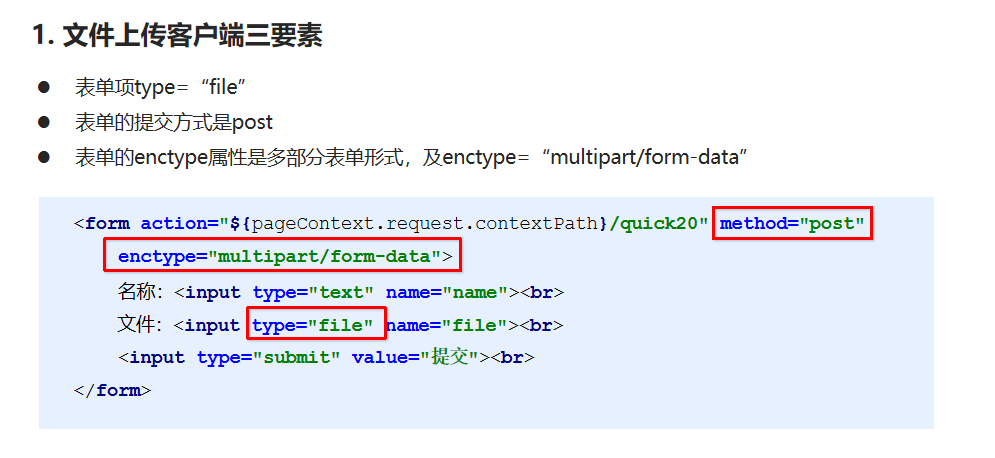 1. 文件上传客户端三要素
● 表单项type=“file”
● 表单的提交方式是post
● 表单的enctype属性是多部分表单形式，及enctype=“multipart/form-data”
<form action="${pageContext.request.contextPath}/quick20" method="post"
enctype="multipart/form-data">
名称：<input type="text" name="name"><br>
文件：<input type="file" name="file"><br>
<input type="submit" value="提交"><br>
</form>